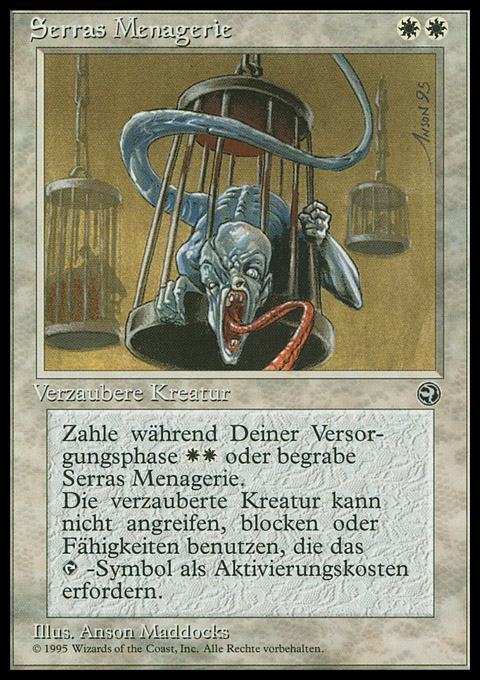 Serras Menagerie
ANSON 95
Verzaubere Kreatur
Zahle während Deiner Versor-
gungsphase oder begrabe
Serras Menagerie.
Die verzauberte Kreatur kann
nicht angreifen, blocken oder
Fähigkeiten benutzen, die das
-Symbol als Aktivierungskosten
erfordern.
Illus. Anson Maddocks
© 1995 Wizards of the Coast, Inc. Alle Rechte vorbehalten.